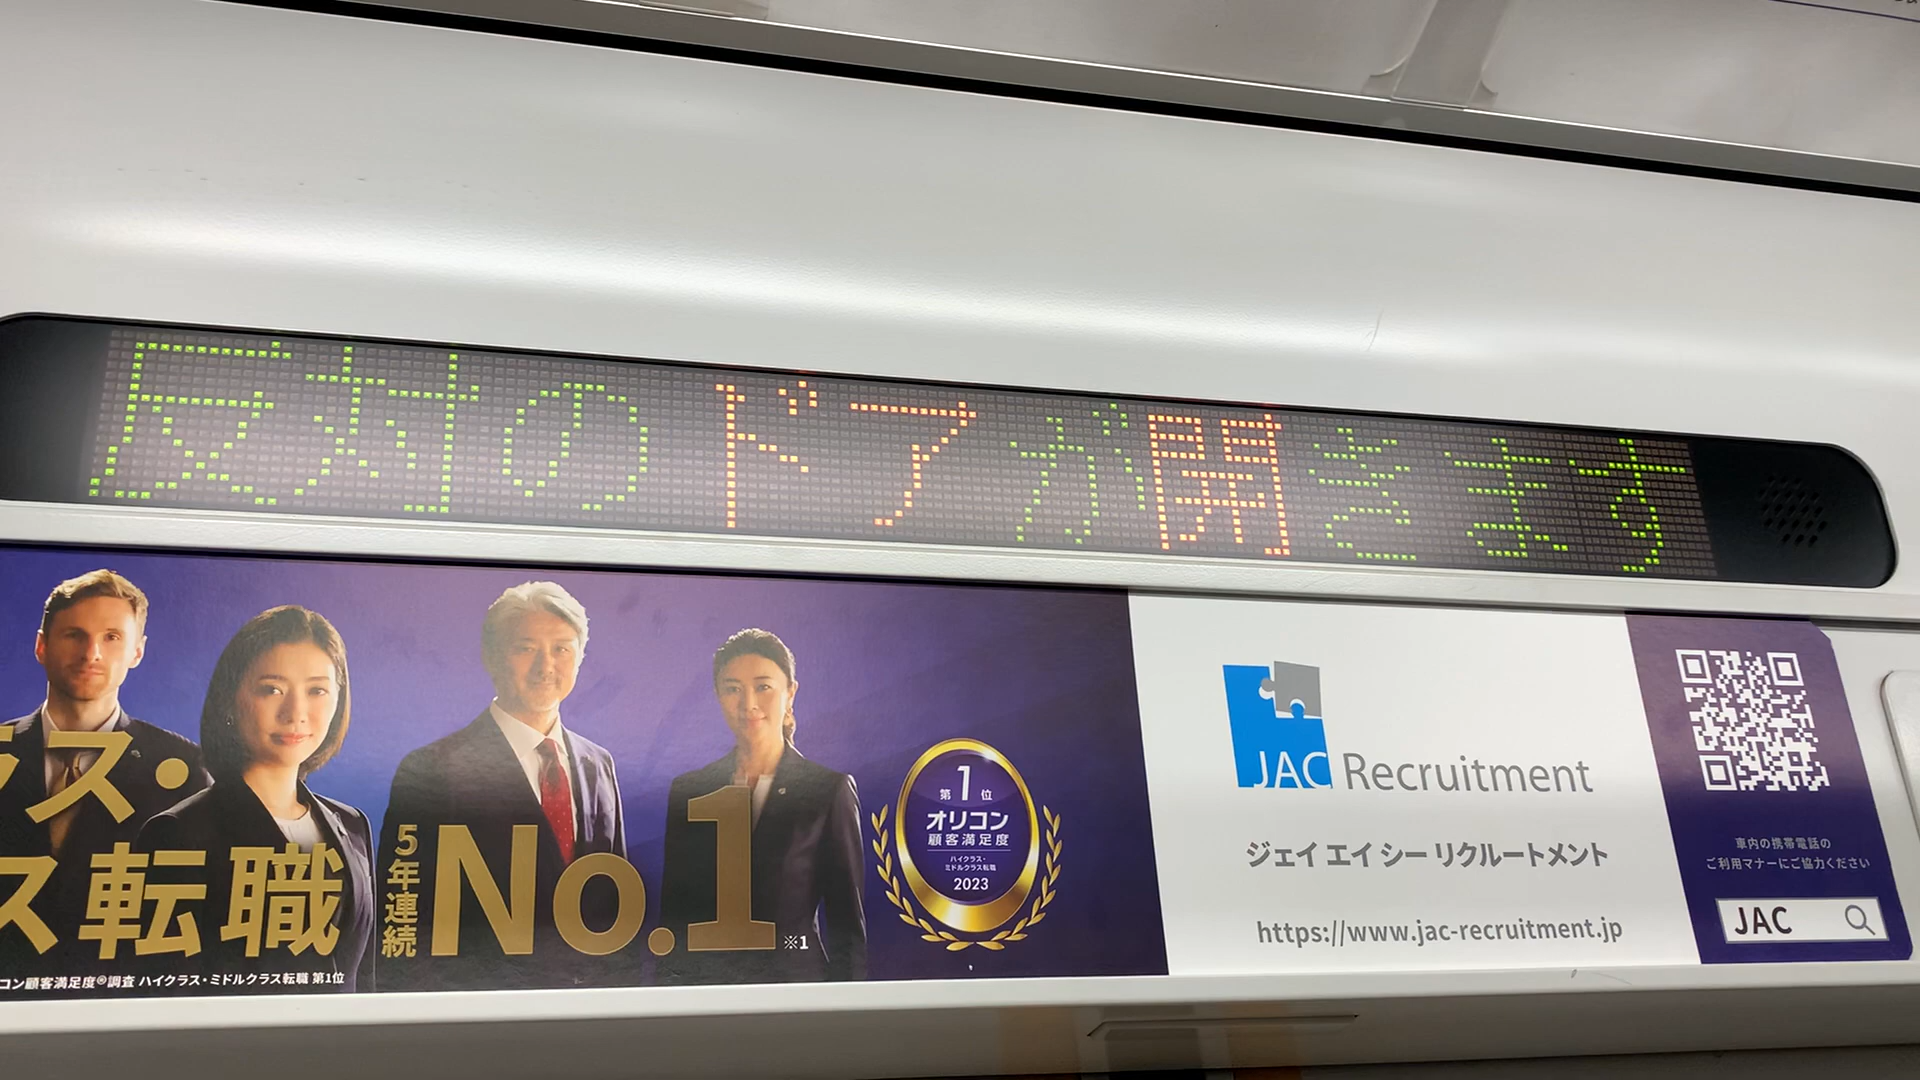 反対のドアが開きます
ス・
ス転職
5年連続
No.1
※1
コン顧客満足度®調査 ハイクラス・ミドルクラス転職 第1位
第1位
オリコン
顧客満足度
ハイクラス・
ミドルクラス転職
2023
JAC Recruitment
ジェイ エイ シー リクルートメント
https://www.jac-recruitment.jp
車内の携帯電話の
ご利用マナーにご協力ください
JAC